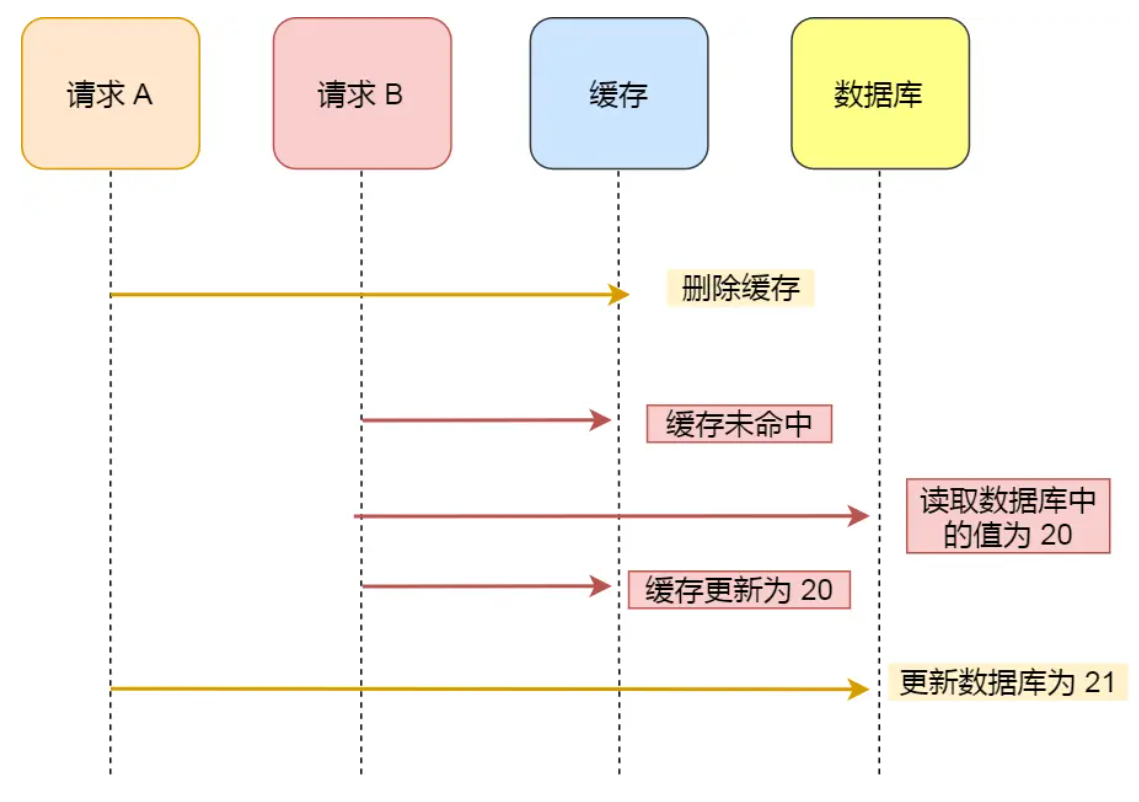 请求 A
请求 B
缓存
数据库
删除缓存
缓存未命中
读取数据库中
的值为 20
缓存更新为 20
更新数据库为 21